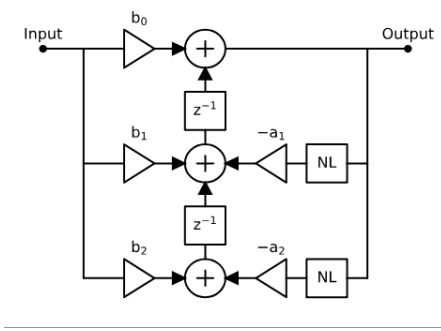 b₀
Input Output
z⁻¹
b₁ −a₁
NL
z⁻¹
b₂ −a₂
NL